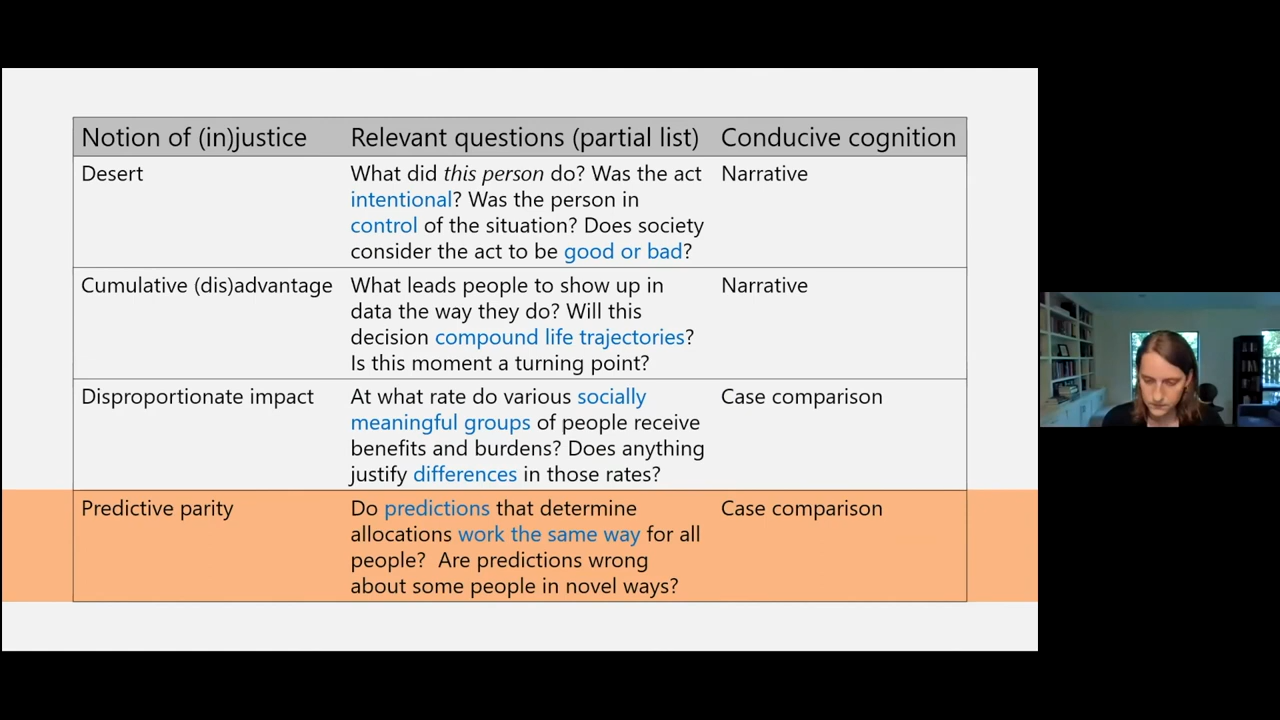 Notion of (in)justice Relevant questions (partial list) Conducive cognition
Desert
What did this person do? Was the act
intentional? Was the person in
control of the situation? Does society
consider the act to be good or bad?
Narrative
Cumulative (dis)advantage
What leads people to show up in
data the way they do? Will this
decision compound life trajectories?
Is this moment a turning point?
Narrative
Disproportionate impact
At what rate do various socially
meaningful groups of people receive
benefits and burdens? Does anything
justify differences in those rates?
Case comparison
Predictive parity
Do predictions that determine
allocations work the same way for all
people?  Are predictions wrong
about some people in novel ways?
Case comparison